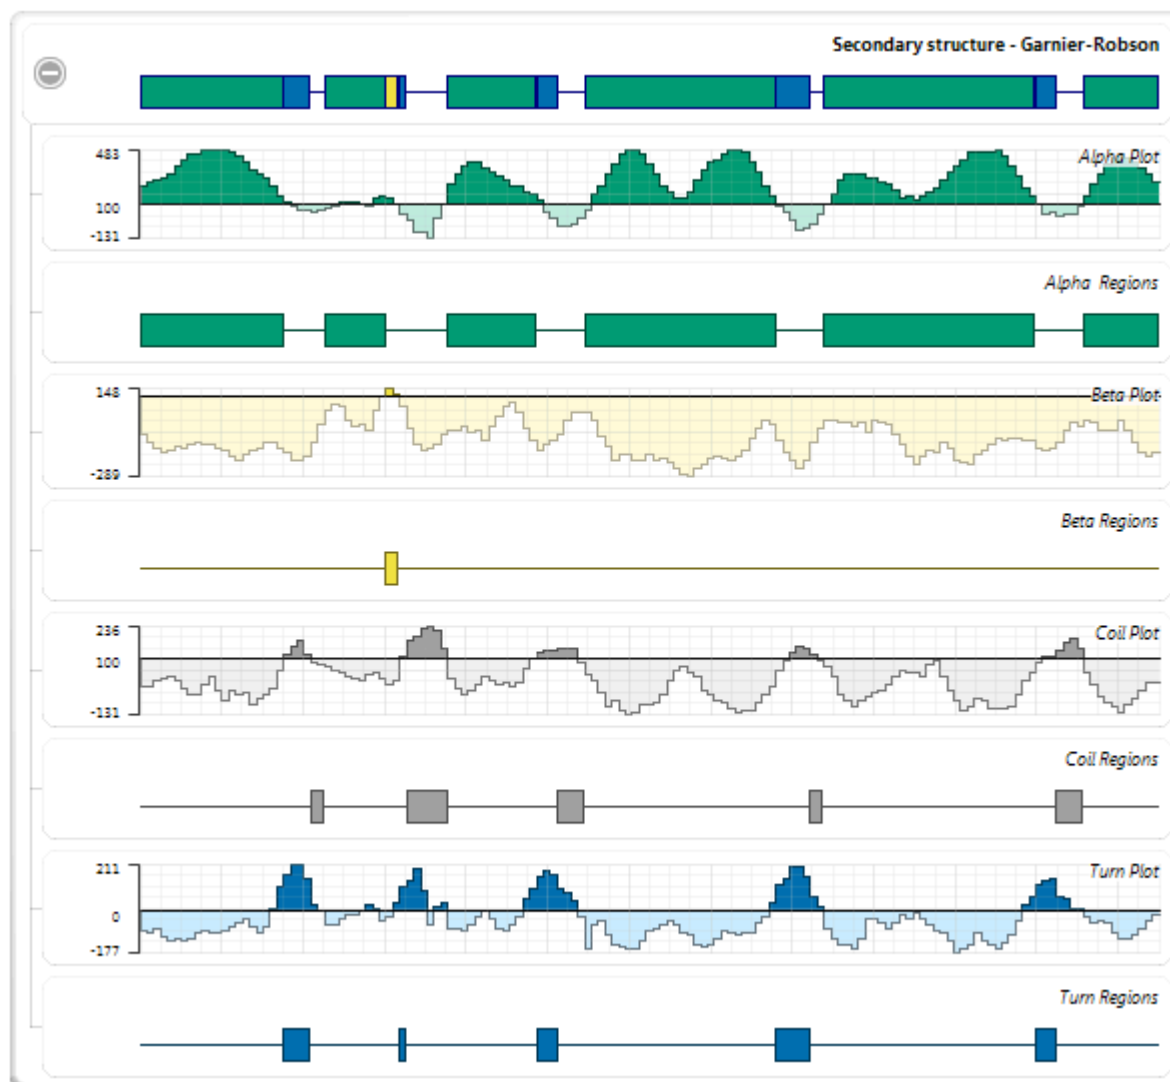 Secondary structure - Garnier-Robson
483
Alpha Plot
100
-131
Alpha Regions
148
Beta Plot
-289
Beta Regions
236
Coil Plot
100
-131
Coil Regions
211
Turn Plot
0
-177
Turn Regions